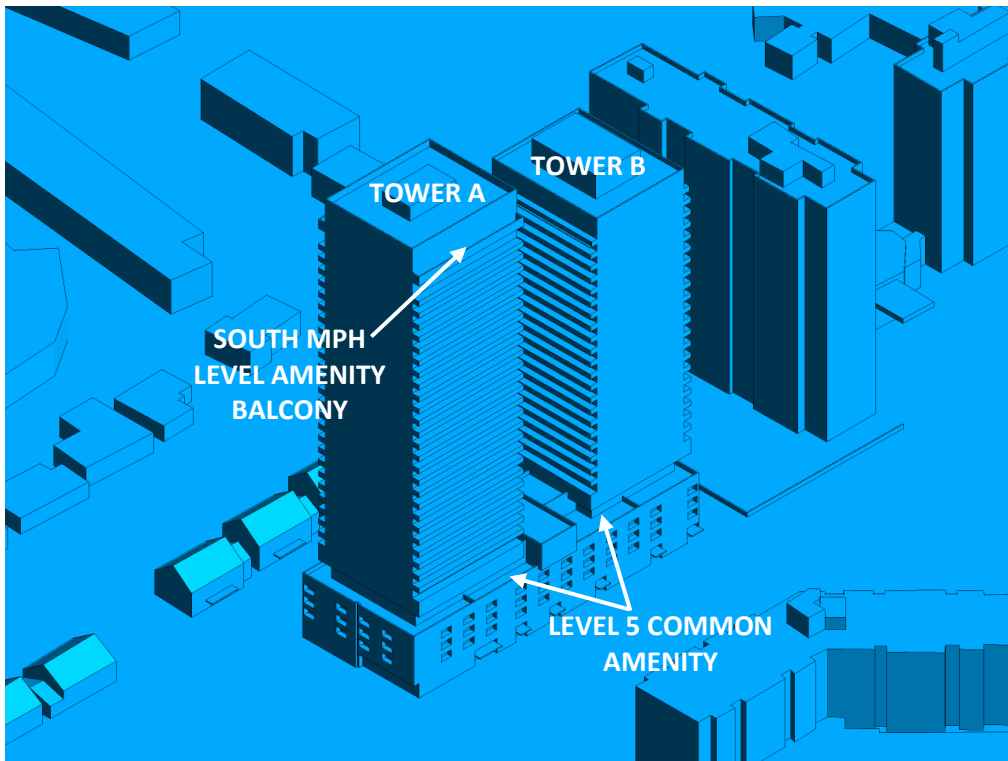 TOWER A
TOWER B
SOUTH MPH
LEVEL AMENITY
BALCONY
LEVEL 5 COMMON
AMENITY